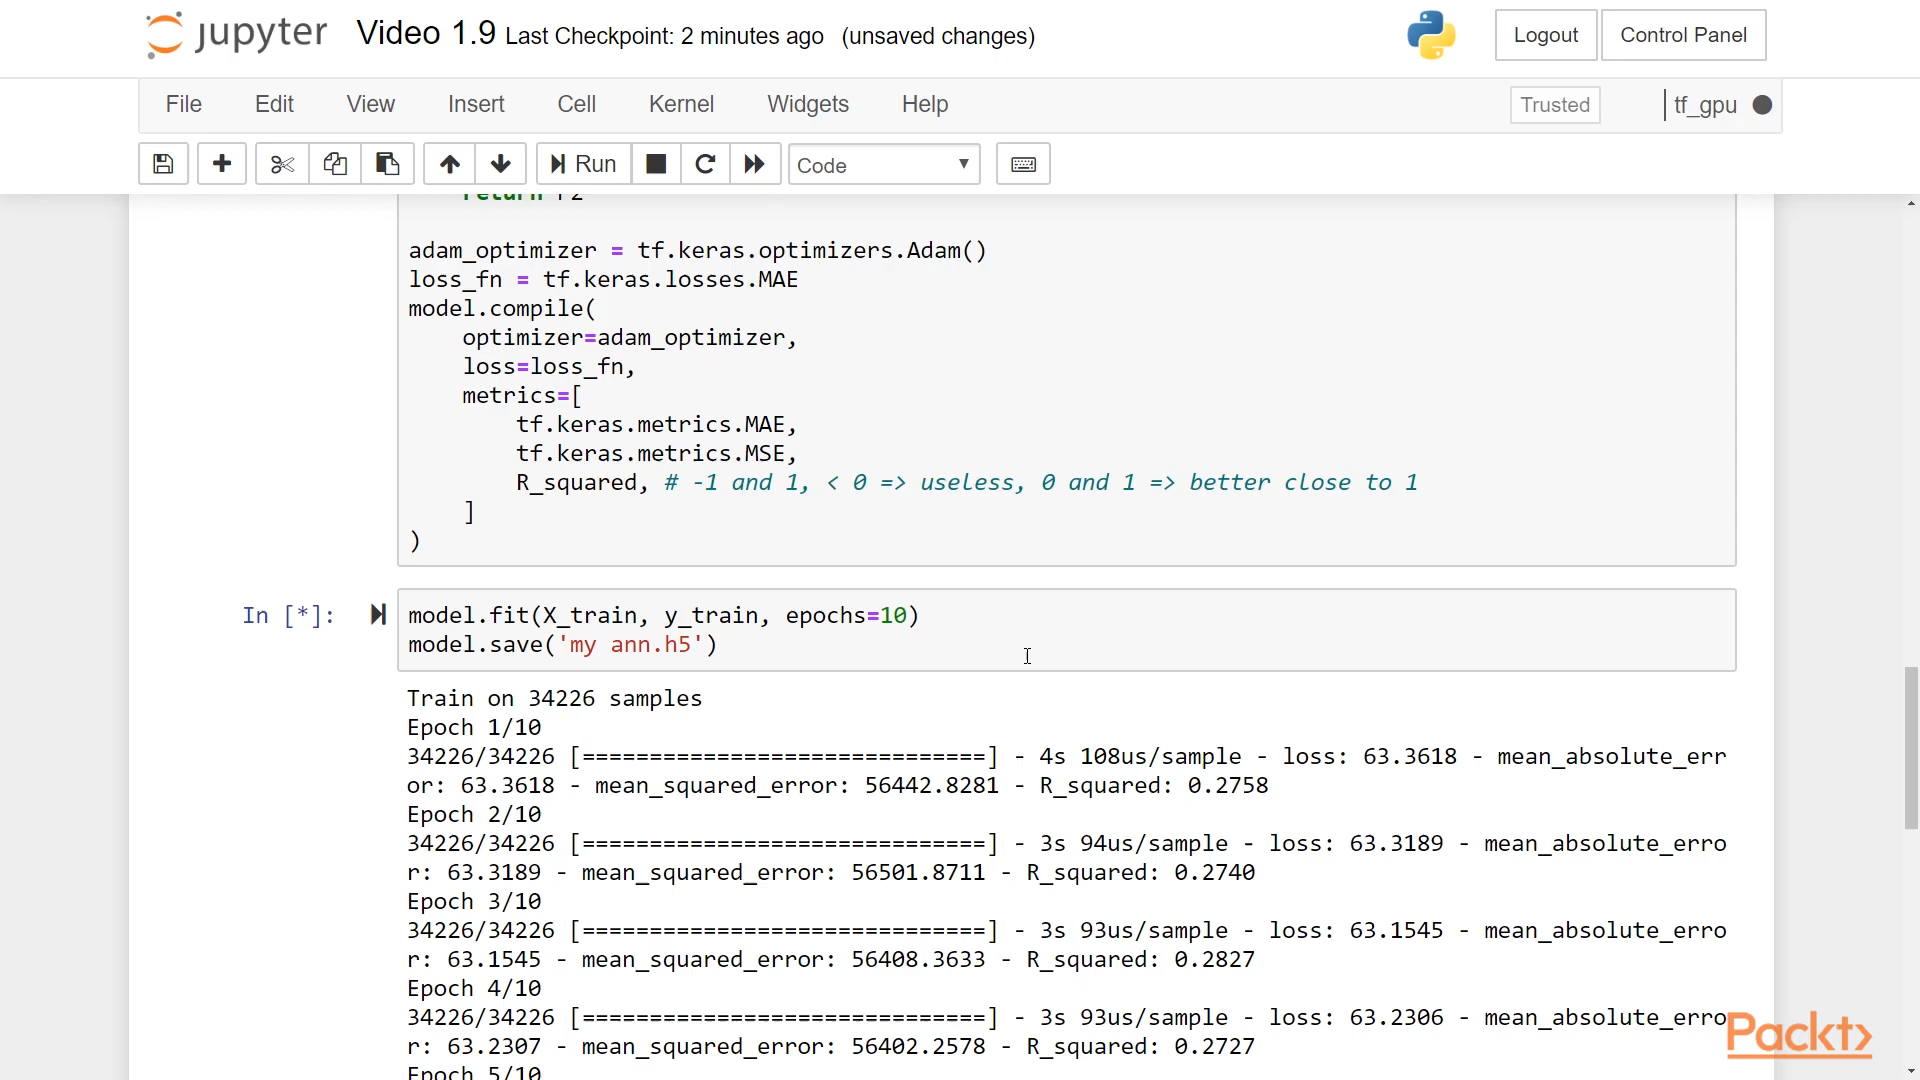 jupyter Video 1.9 Last Checkpoint: 2 minutes ago (unsaved changes) Logout Control Panel
File Edit View Insert Cell Kernel Widgets Help Trusted tf_gpu
Run Code
return r2
adam_optimizer = tf.keras.optimizers.Adam()
loss_fn = tf.keras.losses.MAE
model.compile(
optimizer=adam_optimizer,
loss=loss_fn,
metrics=[
tf.keras.metrics.MAE,
tf.keras.metrics.MSE,
R_squared, # -1 and 1, < 0 => useless, 0 and 1 => better close to 1
]
)
In [*]: model.fit(X_train, y_train, epochs=10)
model.save('my ann.h5')
Train on 34226 samples
Epoch 1/10
34226/34226 [==============================] - 4s 108us/sample - loss: 63.3618 - mean_absolute_err
or: 63.3618 - mean_squared_error: 56442.8281 - R_squared: 0.2758
Epoch 2/10
34226/34226 [==============================] - 3s 94us/sample - loss: 63.3189 - mean_absolute_erro
r: 63.3189 - mean_squared_error: 56501.8711 - R_squared: 0.2740
Epoch 3/10
34226/34226 [==============================] - 3s 93us/sample - loss: 63.1545 - mean_absolute_erro
r: 63.1545 - mean_squared_error: 56408.3633 - R_squared: 0.2827
Epoch 4/10
34226/34226 [==============================] - 3s 93us/sample - loss: 63.2306 - mean_absolute_erro
r: 63.2307 - mean_squared_error: 56402.2578 - R_squared: 0.2727
Epoch 5/10
Packt>